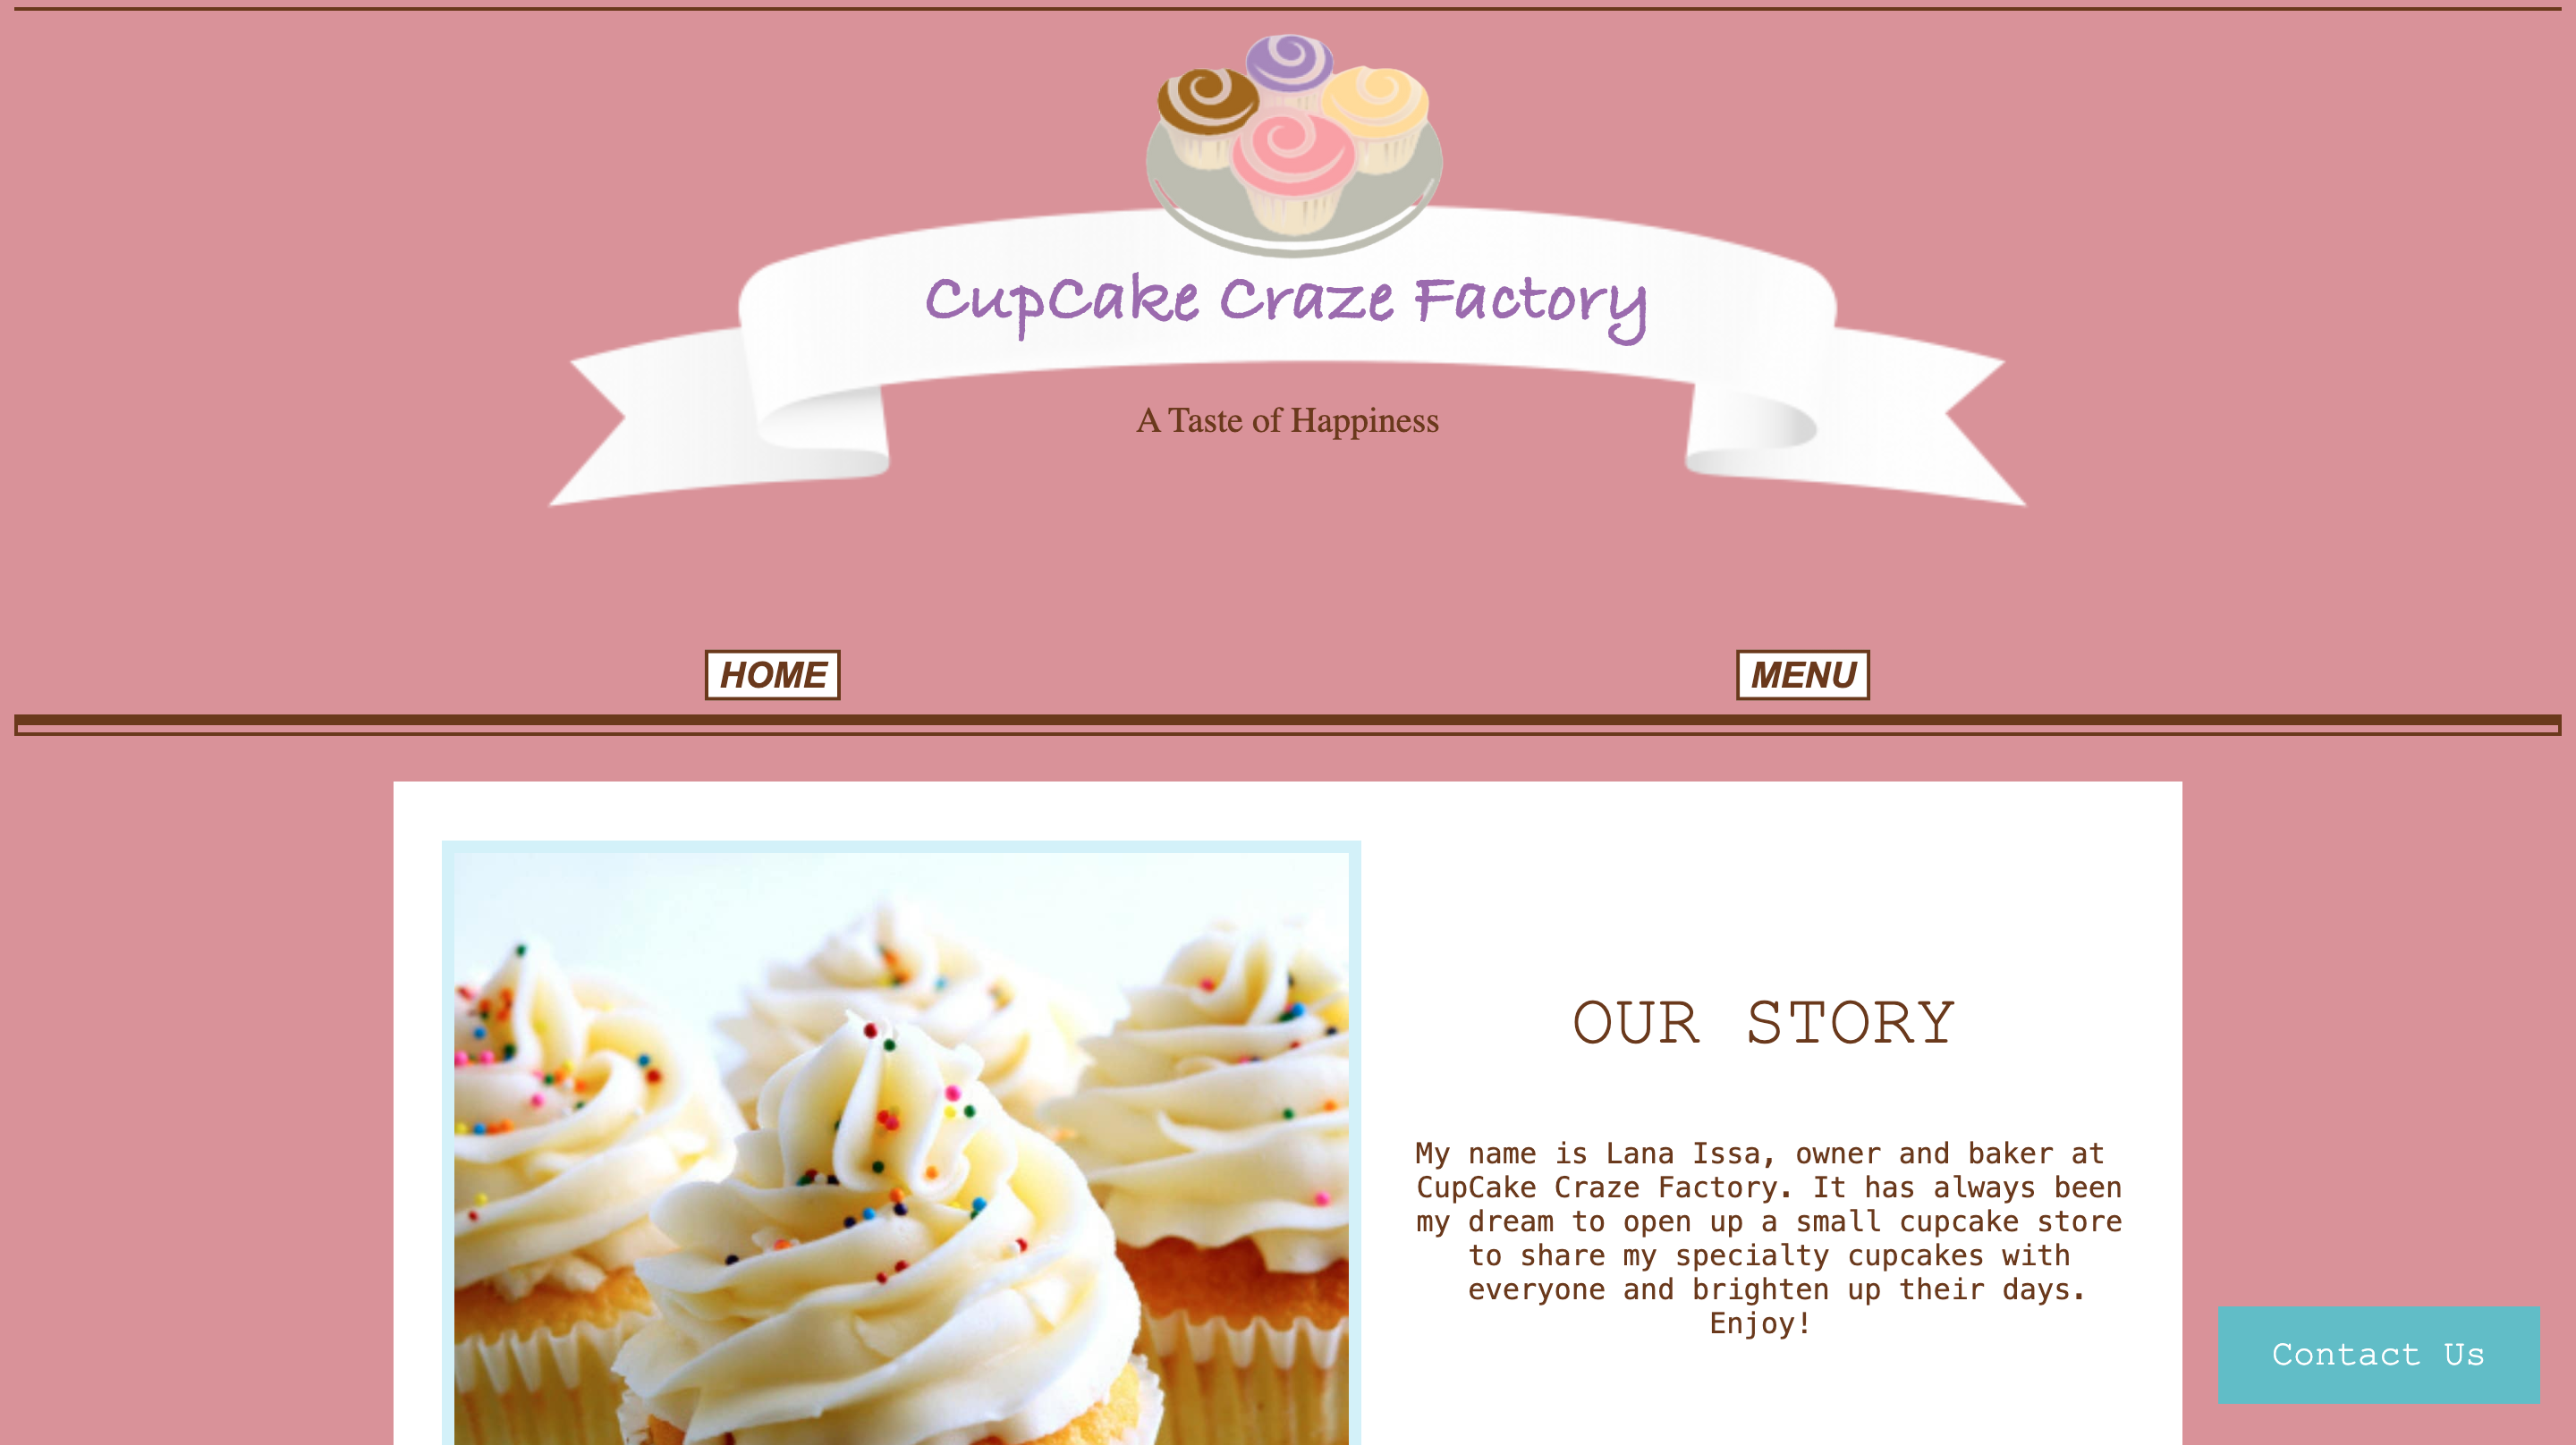 CupCake Craze Factory
A Taste of Happiness
HOME MENU
OUR STORY
My name is Lana Issa, owner and baker at
CupCake Craze Factory. It has always been
my dream to open up a small cupcake store
to share my specialty cupcakes with
everyone and brighten up their days.
Enjoy!
Contact Us